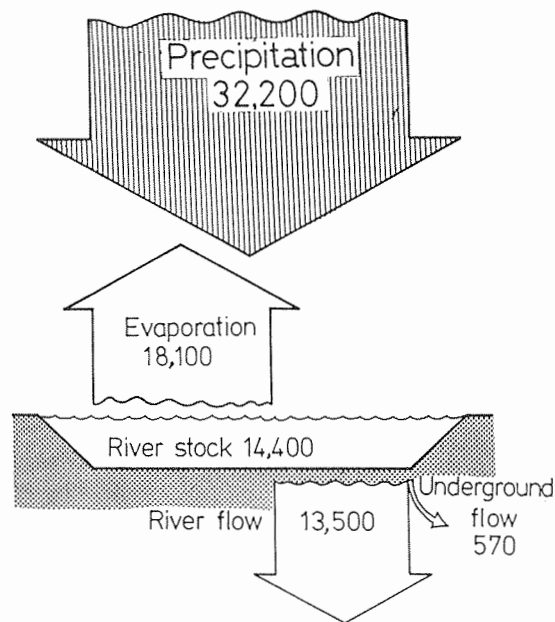 Precipitation
32,200
Evaporation
18,100
River stock 14,400
River flow
13,500
Underground
flow
570